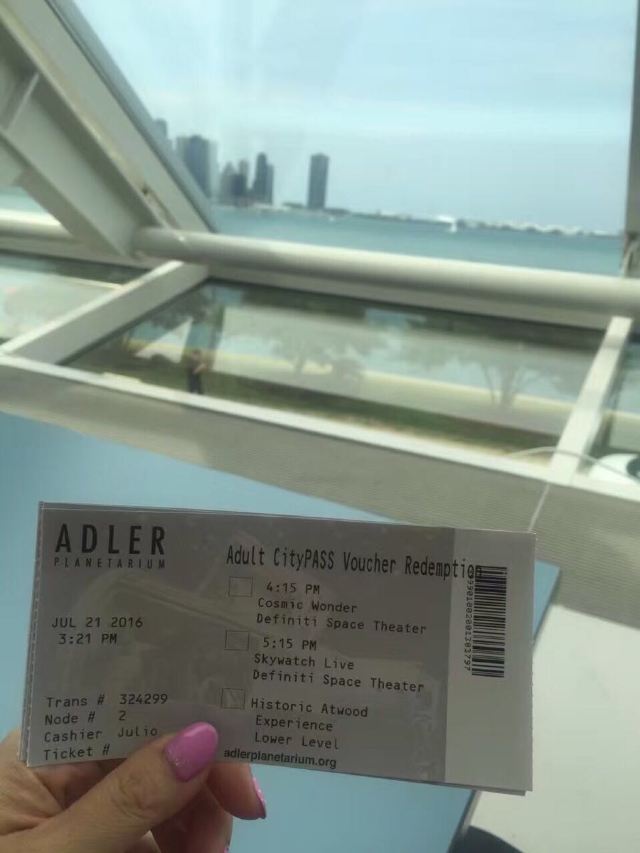 ADLER
PLANETARIUM
JUL 21 2016
3:21 PM
Trans # 324299
Node # 2
Cashier Julio
Ticket #
Adult CityPASS Voucher Redemption
4:15 PM
Cosmic Wonder
Definiti Space Theater
5:15 PM
Skywatch Live
Definiti Space Theater
Historic Atwood
Experience
Lower Level
adlerplanetarium.org